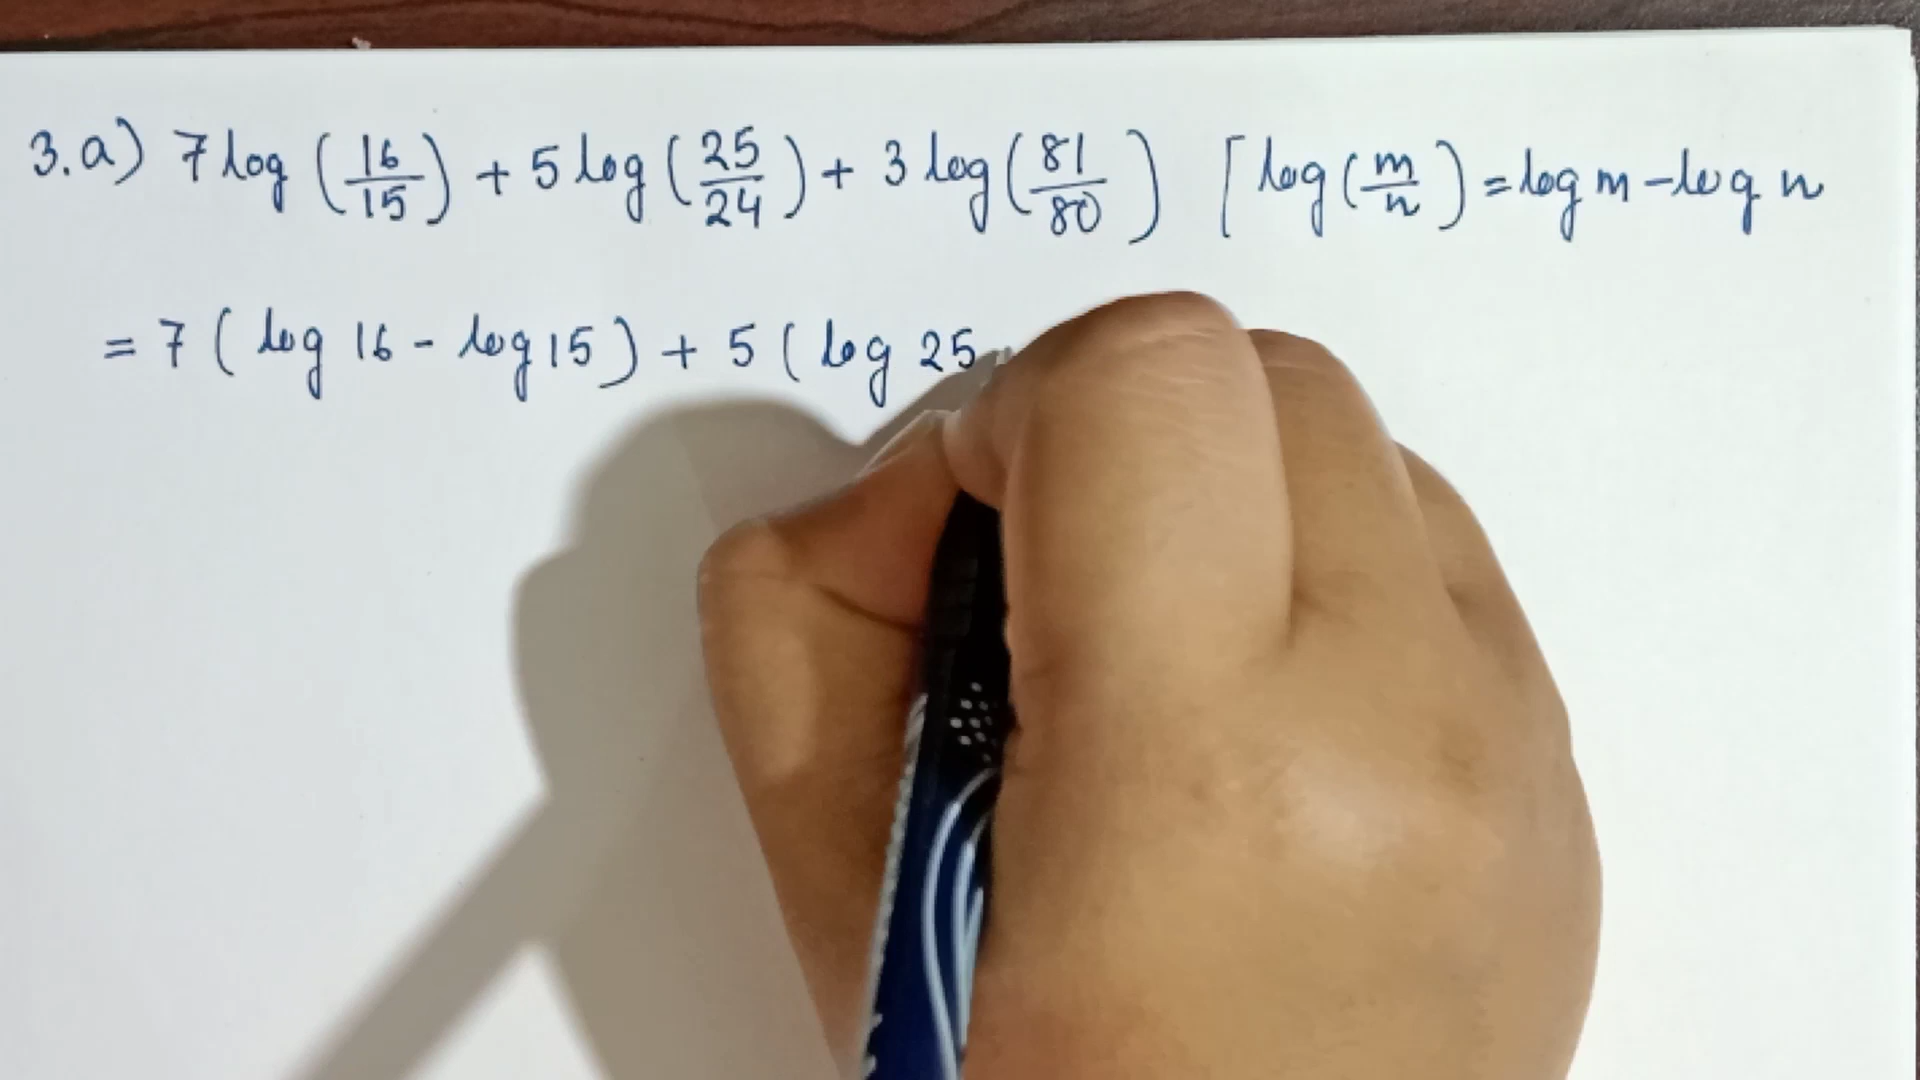 3.a) 7 log (16/15) + 5 log (25/24) + 3 log (81/80) [ log (m/n) = log m - log n
= 7 ( log 16 - log 15 ) + 5 ( log 25